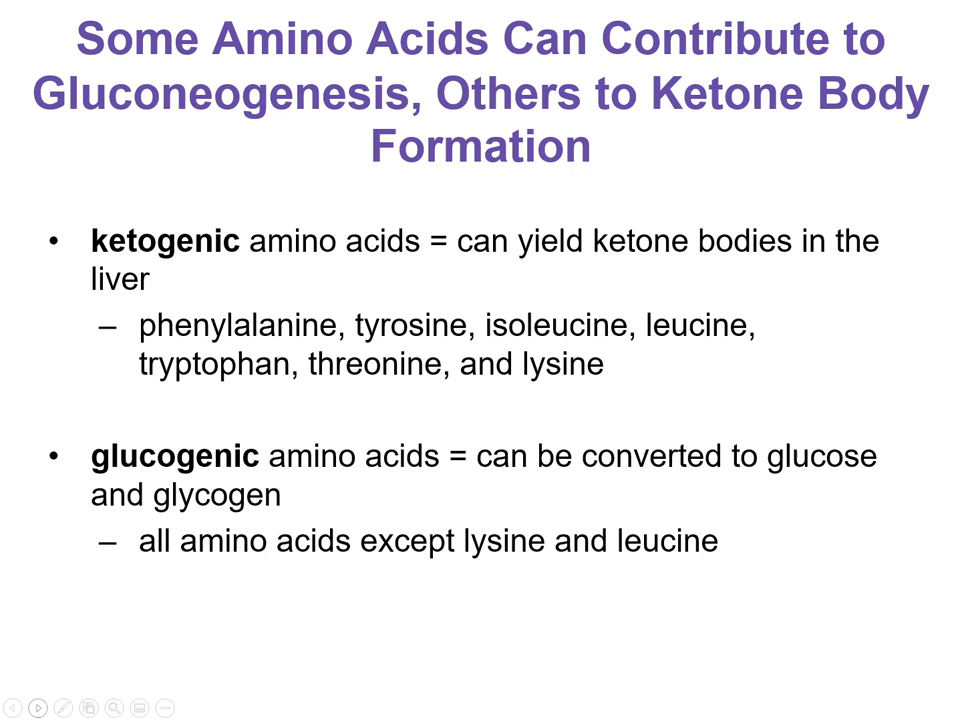 Some Amino Acids Can Contribute to
Gluconeogenesis, Others to Ketone Body
Formation
• ketogenic amino acids = can yield ketone bodies in the
liver
– phenylalanine, tyrosine, isoleucine, leucine,
tryptophan, threonine, and lysine
• glucogenic amino acids = can be converted to glucose
and glycogen
– all amino acids except lysine and leucine